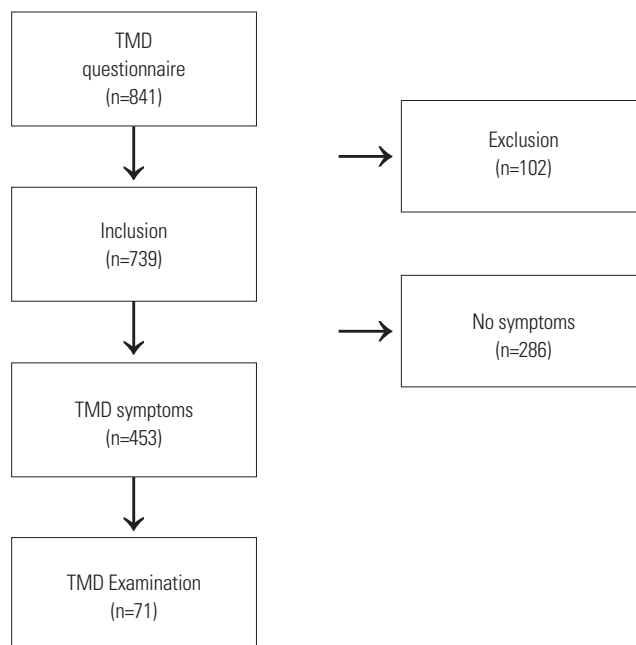 TMD
questionnaire
(n=841)
Exclusion
(n=102)
Inclusion
(n=739)
No symptoms
(n=286)
TMD symptoms
(n=453)
TMD Examination
(n=71)